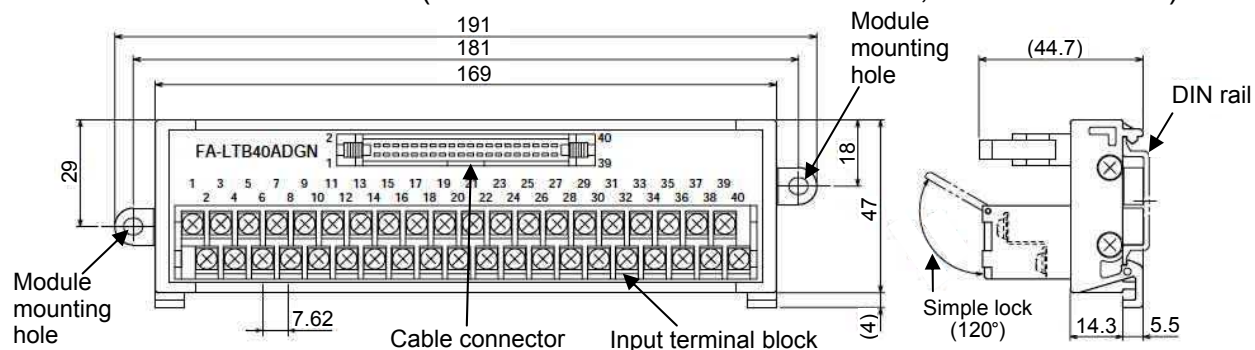 191
181
169
Module
mounting
hole
(44.7)
DIN rail
29
FA-LTB40ADGN
2
40
1
39
18
47
1 3 5 7 9 11 13 15 17 19 21 23 25 27 29 31 33 35 37 39
2 4 6 8 10 12 14 16 18 20 22 24 26 28 30 32 34 36 38 40
Module
mounting
hole
7.62
Cable connector
Input terminal block
(4)
Simple lock
(120°)
14.3
5.5